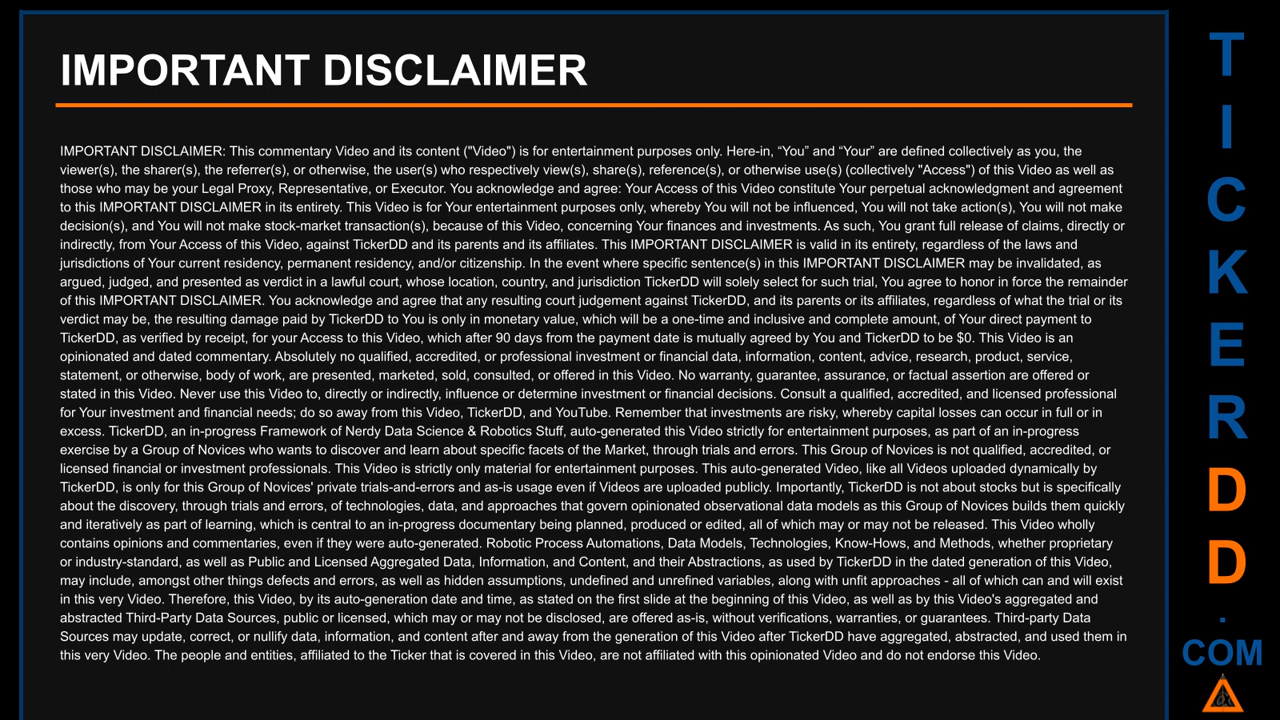 IMPORTANT DISCLAIMER
IMPORTANT DISCLAIMER: This commentary Video and its content ("Video") is for entertainment purposes only. Here-in, “You” and “Your” are defined collectively as you, the
viewer(s), the sharer(s), the referrer(s), or otherwise, the user(s) who respectively view(s), share(s), reference(s), or otherwise use(s) (collectively "Access") of this Video as well as
those who may be your Legal Proxy, Representative, or Executor. You acknowledge and agree: Your Access of this Video constitute Your perpetual acknowledgment and agreement
to this IMPORTANT DISCLAIMER in its entirety. This Video is for Your entertainment purposes only, whereby You will not be influenced, You will not take action(s), You will not make
decision(s), and You will not make stock-market transaction(s), because of this Video, concerning Your finances and investments. As such, You grant full release of claims, directly or
indirectly, from Your Access of this Video, against TickerDD and its parents and its affiliates. This IMPORTANT DISCLAIMER is valid in its entirety, regardless of the laws and
jurisdictions of Your current residency, permanent residency, and/or citizenship. In the event where specific sentence(s) in this IMPORTANT DISCLAIMER may be invalidated, as
argued, judged, and presented as verdict in a lawful court, whose location, country, and jurisdiction TickerDD will solely select for such trial, You agree to honor in force the remainder
of this IMPORTANT DISCLAIMER. You acknowledge and agree that any resulting court judgement against TickerDD, and its parents or its affiliates, regardless of what the trial or its
verdict may be, the resulting damage paid by TickerDD to You is only in monetary value, which will be a one-time and inclusive and complete amount, of Your direct payment to
TickerDD, as verified by receipt, for your Access to this Video, which after 90 days from the payment date is mutually agreed by You and TickerDD to be $0. This Video is an
opinionated and dated commentary. Absolutely no qualified, accredited, or professional investment or financial data, information, content, advice, research, product, service,
statement, or otherwise, body of work, are presented, marketed, sold, consulted, or offered in this Video. No warranty, guarantee, assurance, or factual assertion are offered or
stated in this Video. Never use this Video to, directly or indirectly, influence or determine investment or financial decisions. Consult a qualified, accredited, and licensed professional
for Your investment and financial needs; do so away from this Video, TickerDD, and YouTube. Remember that investments are risky, whereby capital losses can occur in full or in
excess. TickerDD, an in-progress Framework of Nerdy Data Science & Robotics Stuff, auto-generated this Video strictly for entertainment purposes, as part of an in-progress
exercise by a Group of Novices who wants to discover and learn about specific facets of the Market, through trials and errors. This Group of Novices is not qualified, accredited, or
licensed financial or investment professionals. This Video is strictly only material for entertainment purposes. This auto-generated Video, like all Videos uploaded dynamically by
TickerDD, is only for this Group of Novices' private trials-and-errors and as-is usage even if Videos are uploaded publicly. Importantly, TickerDD is not about stocks but is specifically
about the discovery, through trials and errors, of technologies, data, and approaches that govern opinionated observational data models as this Group of Novices builds them quickly
and iteratively as part of learning, which is central to an in-progress documentary being planned, produced or edited, all of which may or may not be released. This Video wholly
contains opinions and commentaries, even if they were auto-generated. Robotic Process Automations, Data Models, Technologies, Know-Hows, and Methods, whether proprietary
or industry-standard, as well as Public and Licensed Aggregated Data, Information, and Content, and their Abstractions, as used by TickerDD in the dated generation of this Video,
may include, amongst other things defects and errors, as well as hidden assumptions, undefined and unrefined variables, along with unfit approaches - all of which can and will exist
in this very Video. Therefore, this Video, by its auto-generation date and time, as stated on the first slide at the beginning of this Video, as well as by this Video's aggregated and
abstracted Third-Party Data Sources, public or licensed, which may or may not be disclosed, are offered as-is, without verifications, warranties, or guarantees. Third-party Data
Sources may update, correct, or nullify data, information, and content after and away from the generation of this Video after TickerDD have aggregated, abstracted, and used them in
this very Video. The people and entities, affiliated to the Ticker that is covered in this Video, are not affiliated with this opinionated Video and do not endorse this Video.
T
I
C
K
E
R
D
D
.
COM